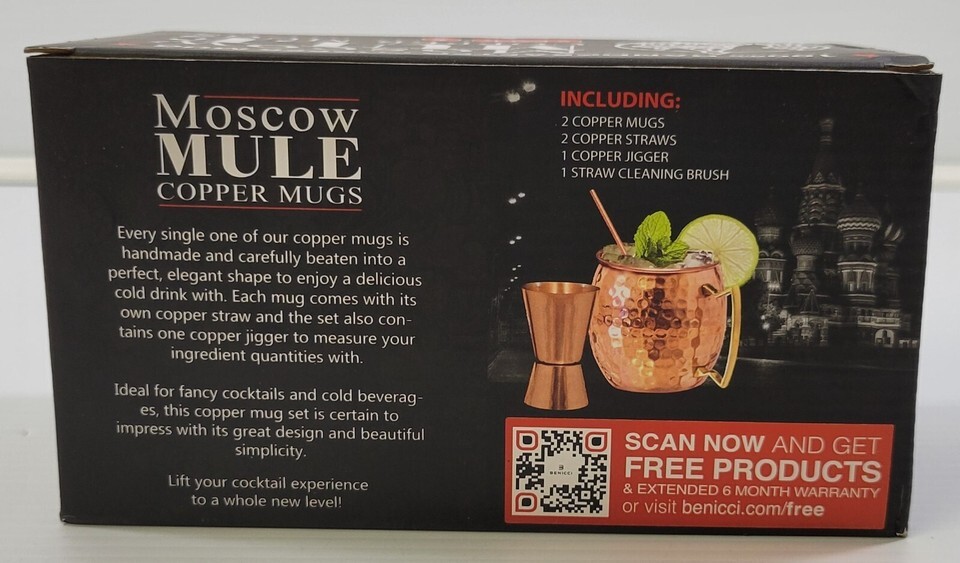 MOSCOW
MULE
COPPER MUGS
Every single one of our copper mugs is
handmade and carefully beaten into a
perfect, elegant shape to enjoy a delicious
cold drink with. Each mug comes with its
own copper straw and the set also con-
tains one copper jigger to measure your
ingredient quantities with.
Ideal for fancy cocktails and cold beverag-
es, this copper mug set is certain to
impress with its great design and beautiful
simplicity.
Lift your cocktail experience
to a whole new level!
INCLUDING:
2 COPPER MUGS
2 COPPER STRAWS
1 COPPER JIGGER
1 STRAW CLEANING BRUSH
BENICCI
SCAN NOW AND GET
FREE PRODUCTS
& EXTENDED 6 MONTH WARRANTY
or visit benicci.com/free